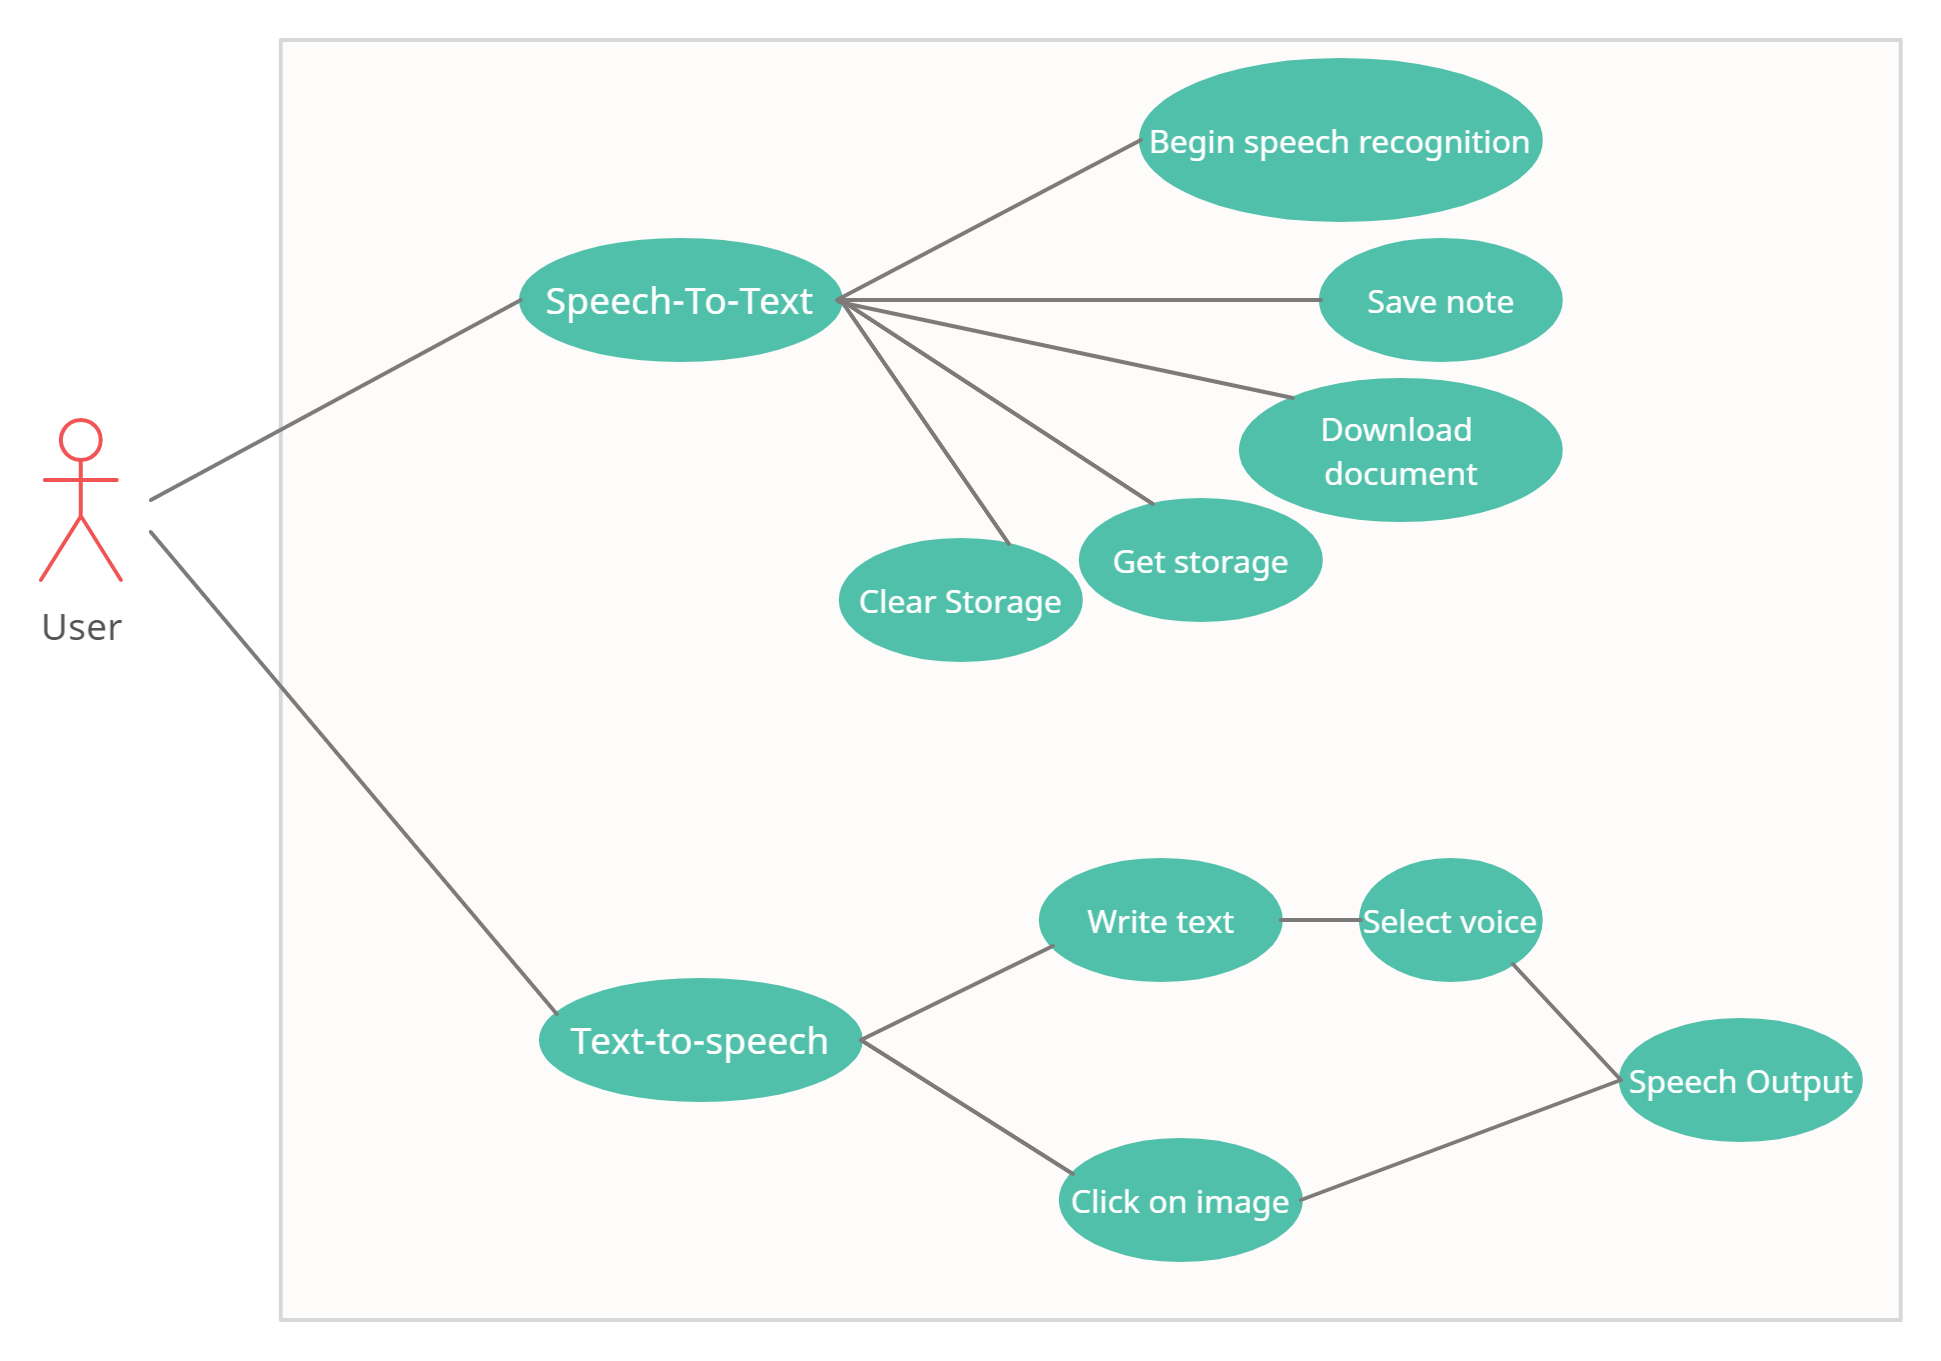 Begin speech recognition
Speech-To-Text
Save note
Download
document
Get storage
Clear Storage
User
Write text
Select voice
Text-to-speech
Speech Output
Click on image